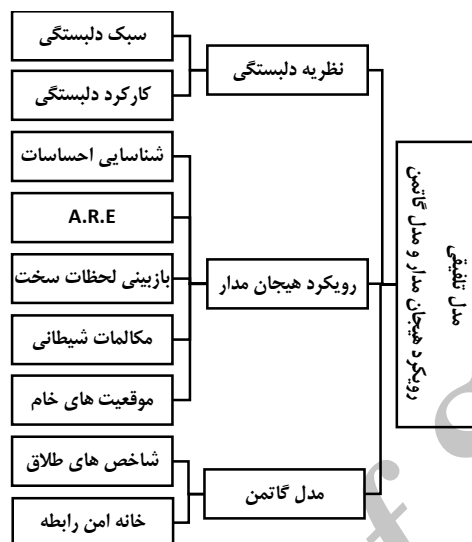 مدل تلفیقی
رویکرد هیجان مدار و مدل گاتمن
نظریه دلبستگی
سبک دلبستگی
کارکرد دلبستگی
رویکرد هیجان مدار
شناسایی احساسات
A.R.E
بازبینی لحظات سخت
مکالمات شیطانی
موقعیت های خام
مدل گاتمن
شاخص های طلاق
خانه امن رابطه